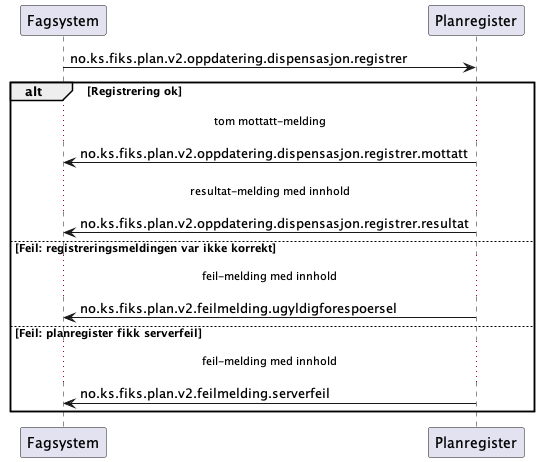 Fagsystem
Planregister
no.ks.fiks.plan.v2.oppdatering.dispensasjon.registrer
alt
[Registrering ok]
tom mottatt-melding
no.ks.fiks.plan.v2.oppdatering.dispensasjon.registrer.mottatt
resultat-melding med innhold
no.ks.fiks.plan.v2.oppdatering.dispensasjon.registrer.resultat
[Feil: registreringsmeldingen var ikke korrekt]
feil-melding med innhold
no.ks.fiks.plan.v2.feilmelding.ugyldigforespoersel
[Feil: planregister fikk serverfeil]
feil-melding med innhold
no.ks.fiks.plan.v2.feilmelding.serverfeil
Fagsystem
Planregister